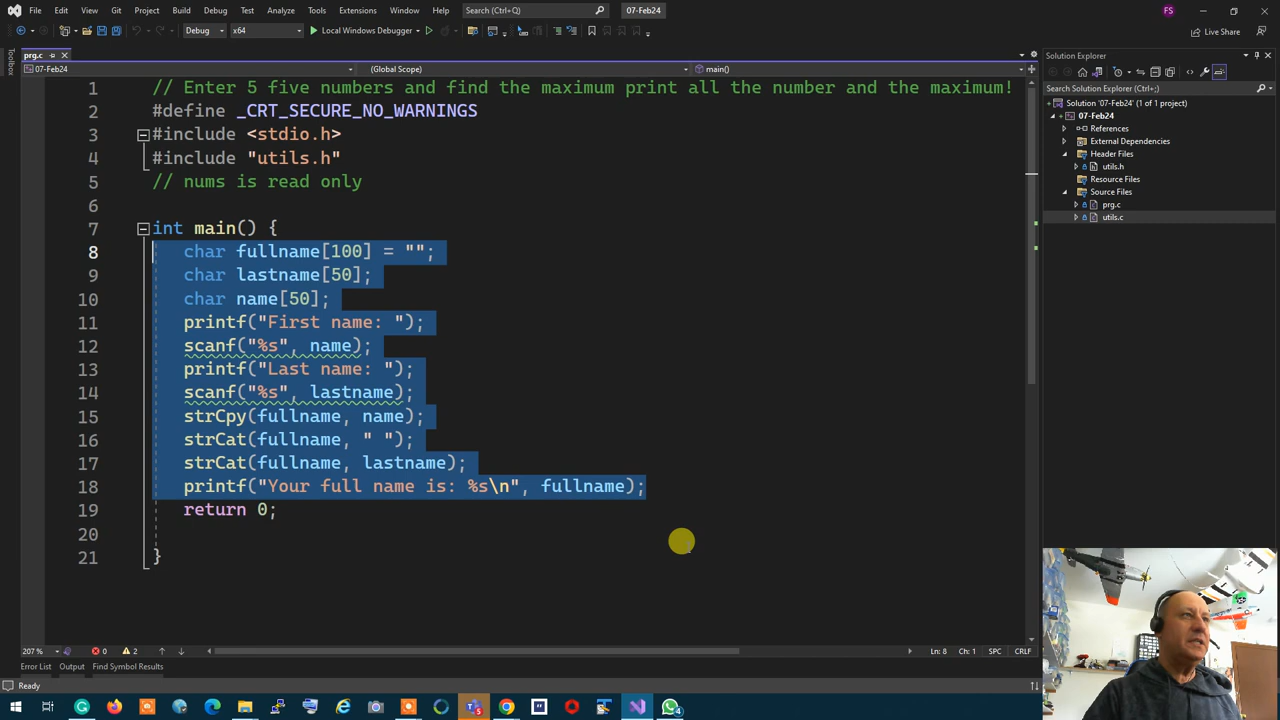 File Edit View Git Project Build Debug Test Analyze Tools Extensions Window Help Search (Ctrl+Q) 07-Feb24 FS
Debug x64 Local Windows Debugger Live Share
prg.c
07-Feb24 (Global Scope) main()
1 // Enter 5 five numbers and find the maximum print all the number and the maximum!
2 #define _CRT_SECURE_NO_WARNINGS
3 #include <stdio.h>
4 #include "utils.h"
5 // nums is read only
6
7 int main() {
8 char fullname[100] = "";
9 char lastname[50];
10 char name[50];
11 printf("First name: ");
12 scanf("%s", name);
13 printf("Last name: ");
14 scanf("%s", lastname);
15 strCpy(fullname, name);
16 strCat(fullname, " ");
17 strCat(fullname, lastname);
18 printf("Your full name is: %s\n", fullname);
19 return 0;
20
21 }
207 % 0 2 Ln: 8 Ch: 1 SPC CRLF
Error List Output Find Symbol Results
Ready
Toolbox
Solution Explorer
Search Solution Explorer (Ctrl+;)
Solution '07-Feb24' (1 of 1 project)
07-Feb24
References
External Dependencies
Header Files
utils.h
Resource Files
Source Files
prg.c
utils.c